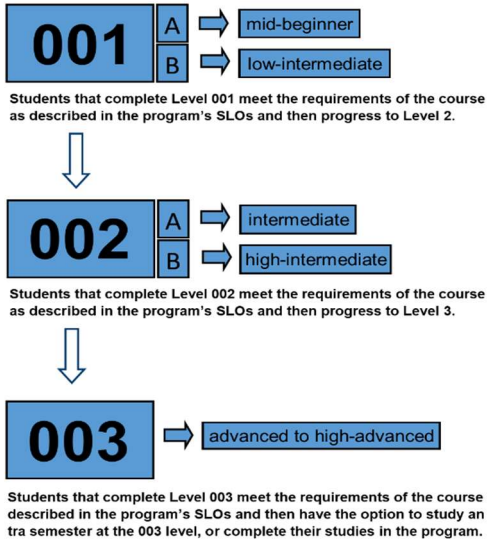 001
A
mid-beginner
B
low-intermediate
Students that complete Level 001 meet the requirements of the course
as described in the program's SLOs and then progress to Level 2.
002
A
intermediate
B
high-intermediate
Students that complete Level 002 meet the requirements of the course
as described in the program's SLOs and then progress to Level 3.
003
advanced to high-advanced
Students that complete Level 003 meet the requirements of the course
described in the program's SLOs and then have the option to study an
tra semester at the 003 level, or complete their studies in the program.